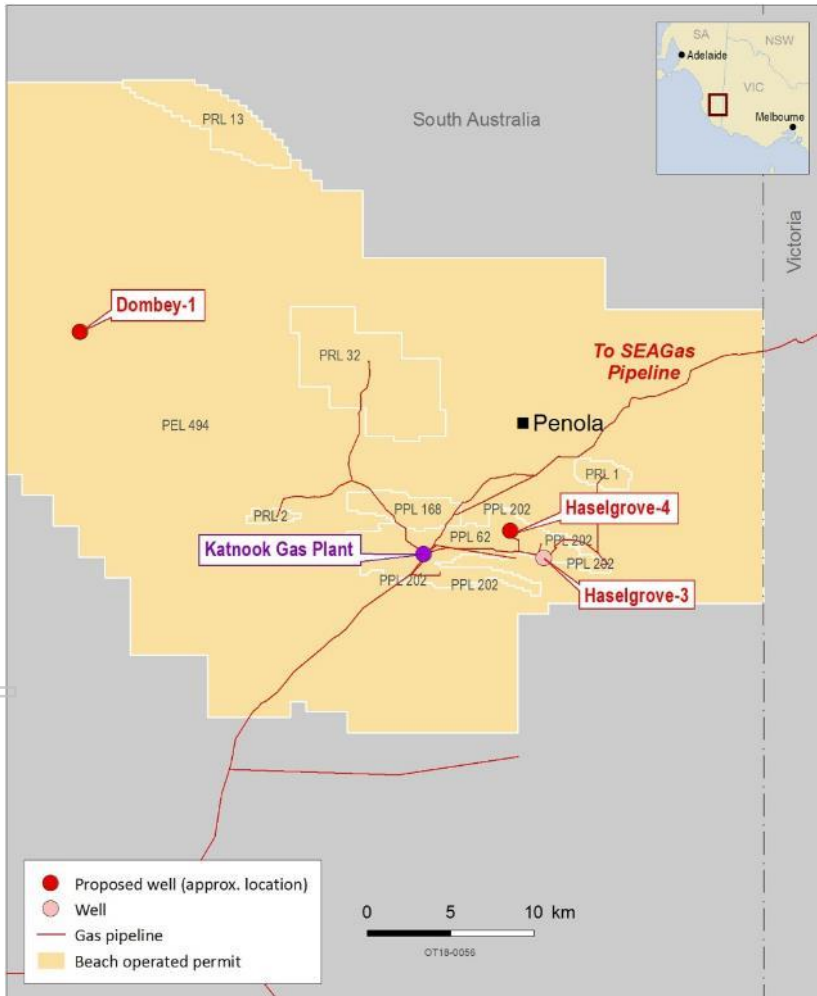 SA
NSW
Adelaide
VIC
Melbourne
PRL 13
South Australia
Victoria
Dombey-1
PRL 32
To SEAGas
Pipeline
Penola
PEL 494
PRL 1
PRL 2
PPL 168
PPL 202
Haselgrove-4
PPL 62
PPL 202
Katnook Gas Plant
PPL 202
PPL 202
PPL 202
Haselgrove-3
Proposed well (approx. location)
Well
Gas pipeline
Beach operated permit
0 5 10 km
OT18-0056